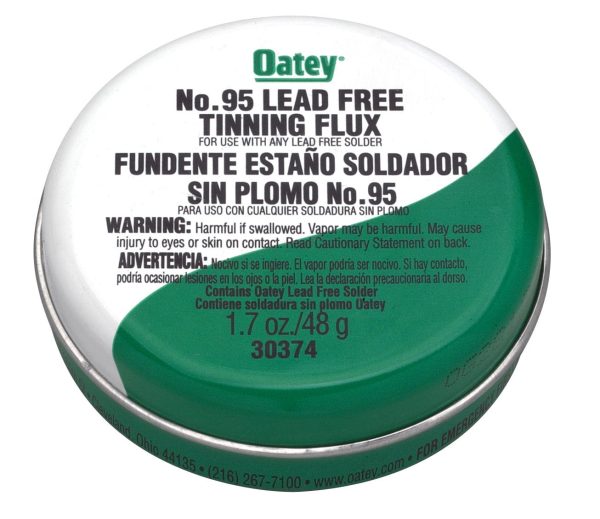 Oatey®
No.95 LEAD FREE
TINNING FLUX
FOR USE WITH ANY LEAD FREE SOLDER
FUNDENTE ESTAÑO SOLDADOR
SIN PLOMO No.95
PARA USO CON CUALQUIER SOLDADURA SIN PLOMO
WARNING: Harmful if swallowed. Vapor may be harmful. May cause
injury to eyes or skin on contact. Read Cautionary Statement on back.
ADVERTENCIA: Nocivo si se ingiere. El vapor podría ser nocivo. Si hay contacto,
podría ocasionar lesiones en los ojos o la piel. Lea la declaración precaucionaria al dorso.
Contains Oatey Lead Free Solder
Contiene soldadura sin plomo Oatey
1.7 oz./48 g
30374
Cleveland, Ohio 44135 • (216) 267-7100 • www.oatey.com • FOR EMERGENCY